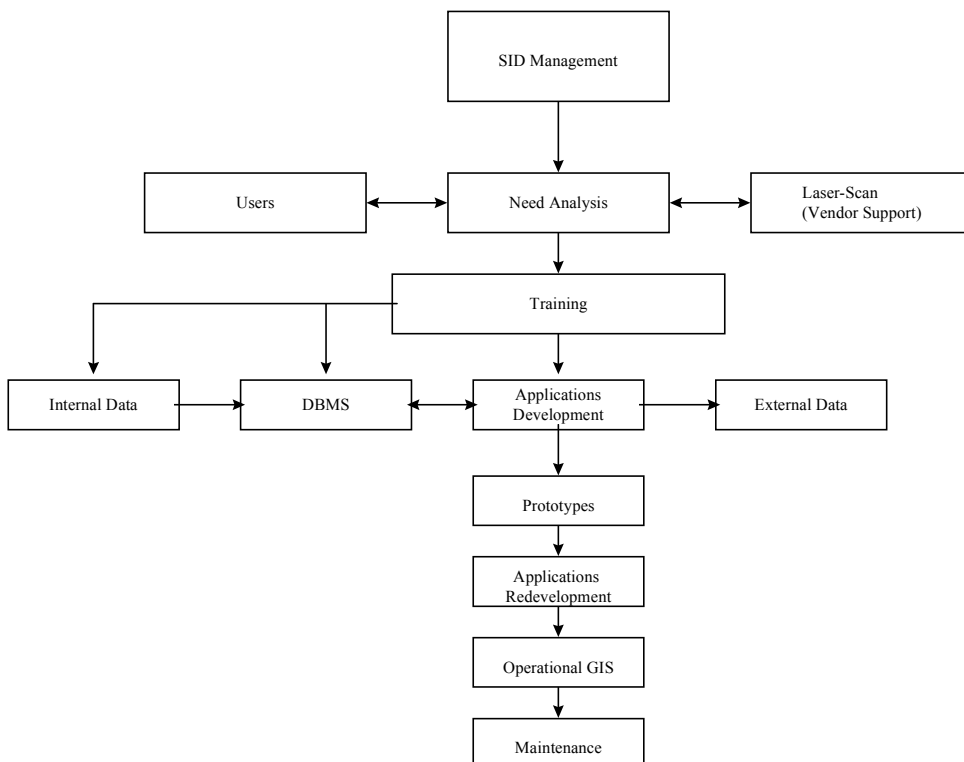 SID Management
Users
Need Analysis
Laser-Scan
(Vendor Support)
Training
Internal Data
DBMS
Applications
Development
External Data
Prototypes
Applications
Redevelopment
Operational GIS
Maintenance